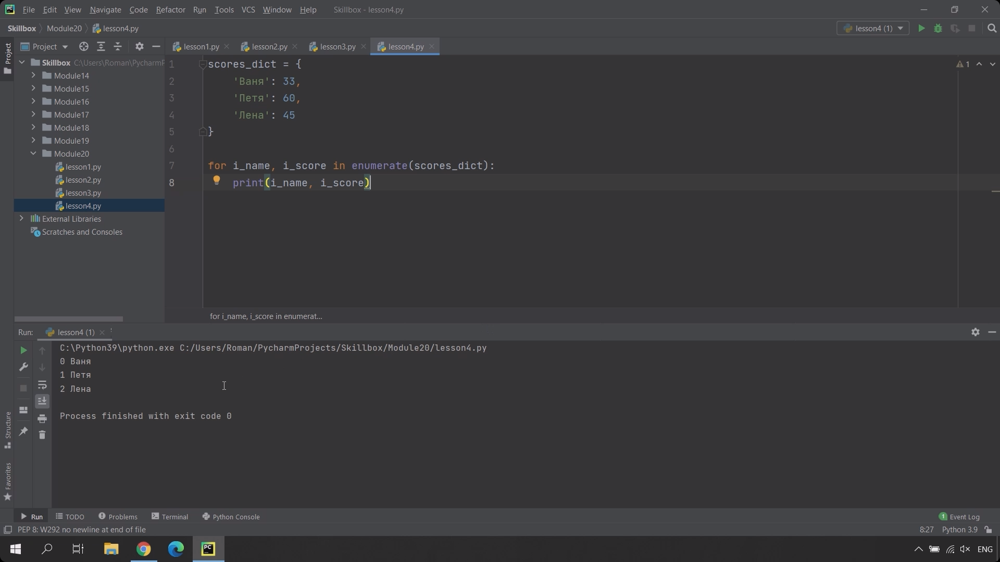 File Edit View Navigate Code Refactor Run Tools VCS Window Help Skillbox - lesson4.py
Skillbox Module20 lesson4.py lesson4 (1)
Project Project lesson1.py lesson2.py lesson3.py lesson4.py
Skillbox C:\Users\Roman\PycharmP
Module14
Module15
Module16
Module17
Module18
Module19
Module20
lesson1.py
lesson2.py
lesson3.py
lesson4.py
External Libraries
Scratches and Consoles
1 scores_dict = {
2 'Ваня': 33,
3 'Петя': 60,
4 'Лена': 45
5 }
6
7 for i_name, i_score in enumerate(scores_dict):
8 print(i_name, i_score)
1
for i_name, i_score in enumerat...
Run: lesson4 (1)
C:\Python39\python.exe C:/Users/Roman/PycharmProjects/Skillbox/Module20/lesson4.py
0 Ваня
1 Петя
2 Лена
Process finished with exit code 0
Structure
Favorites
Run TODO Problems Terminal Python Console 1 Event Log
PEP 8: W292 no newline at end of file 8:27 Python 3.9
PC ENG